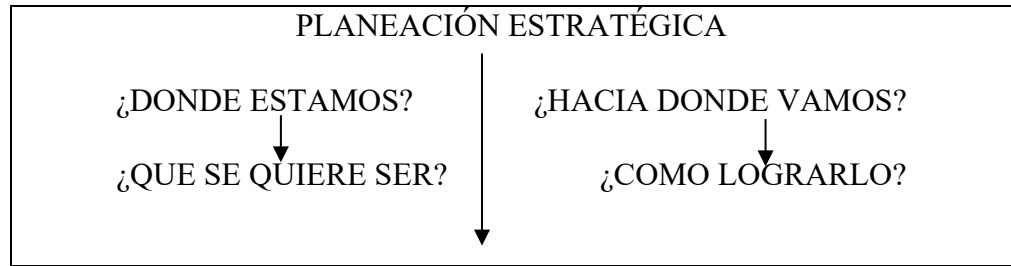 PLANEACIÓN ESTRATÉGICA
¿DONDE ESTAMOS? ¿HACIA DONDE VAMOS?
¿QUE SE QUIERE SER? ¿COMO LOGRARLO?